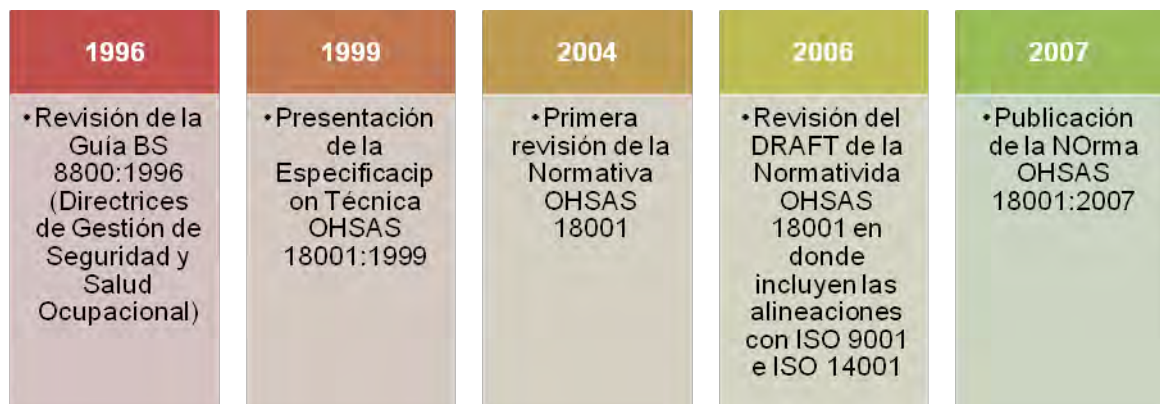 1996
•Revisión de la
Guía BS
8800:1996
(Directrices
de Gestión de
Seguridad y
Salud
Ocupacional)
1999
•Presentación
de la
Especificacip
on Técnica
OHSAS
18001:1999
2004
•Primera
revisión de la
Normativa
OHSAS
18001
2006
•Revisión del
DRAFT de la
Normativida
OHSAS
18001 en
donde
incluyen las
alineaciones
con ISO 9001
e ISO 14001
2007
•Publicación
de la NOrma
OHSAS
18001:2007